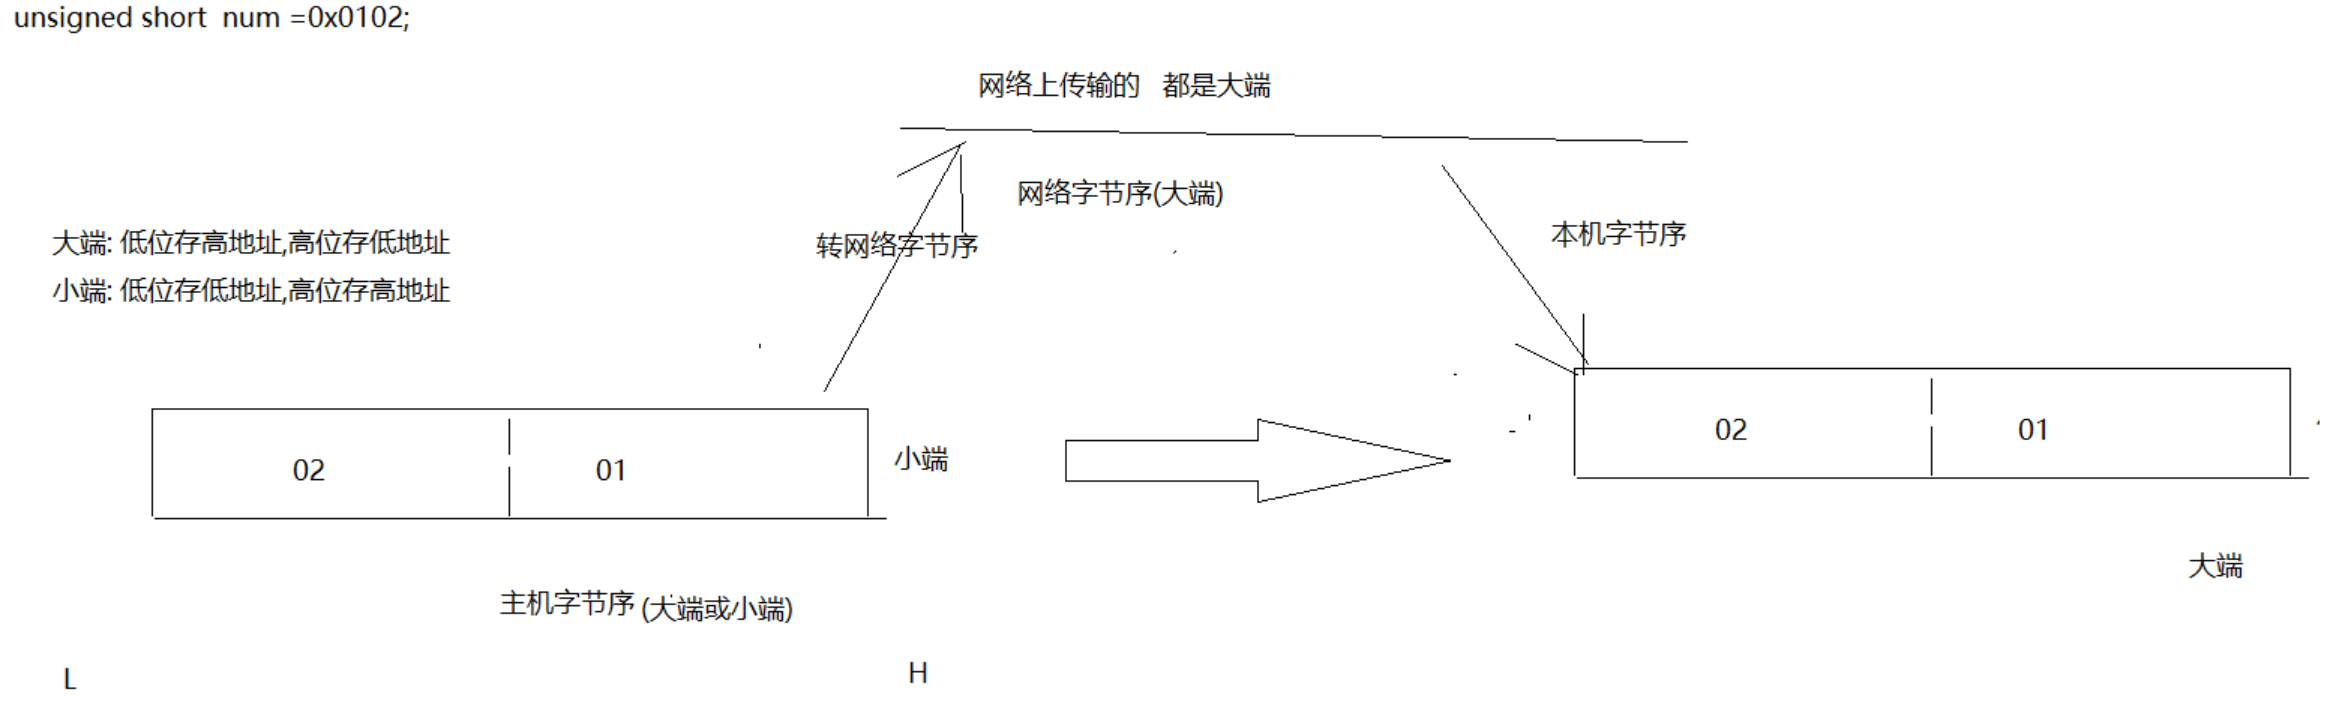 unsigned short  num =0x0102;
网络上传输的   都是大端
网络字节序(大端)
转网络字节序
本机字节序
大端: 低位存高地址,高位存低地址
小端: 低位存低地址,高位存高地址
02 01
小端
02 01
大端
主机字节序 (大端或小端)
L
H